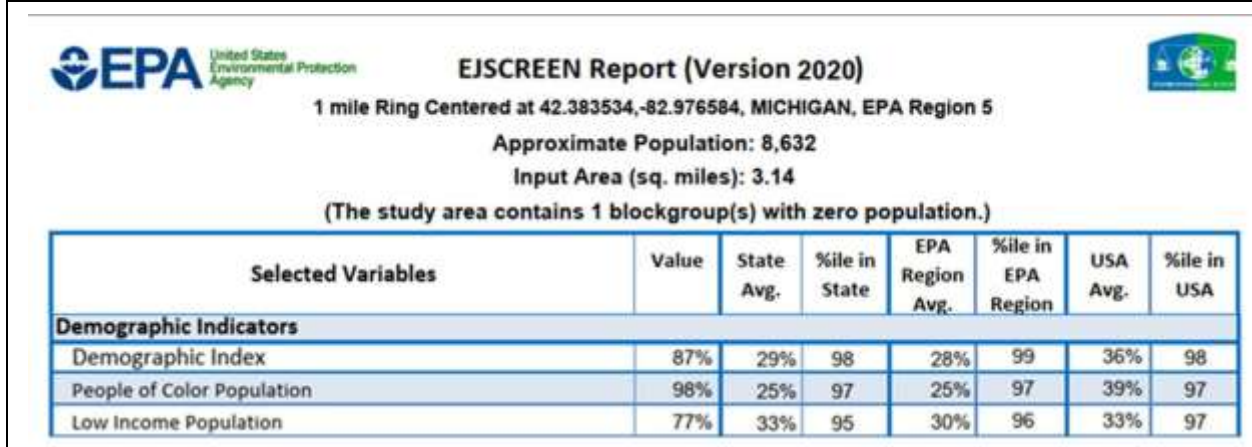 EPA United States
Environmental Protection
Agency
EJSCREEN Report (Version 2020)
1 mile Ring Centered at 42.383534,-82.976584, MICHIGAN, EPA Region 5
Approximate Population: 8,632
Input Area (sq. miles): 3.14
(The study area contains 1 blockgroup(s) with zero population.)
Selected Variables Value State Avg. %ile in State EPA Region Avg. %ile in EPA Region USA Avg. %ile in USA
Demographic Indicators
Demographic Index 87% 29% 98 28% 99 36% 98
People of Color Population 98% 25% 97 25% 97 39% 97
Low Income Population 77% 33% 95 30% 96 33% 97